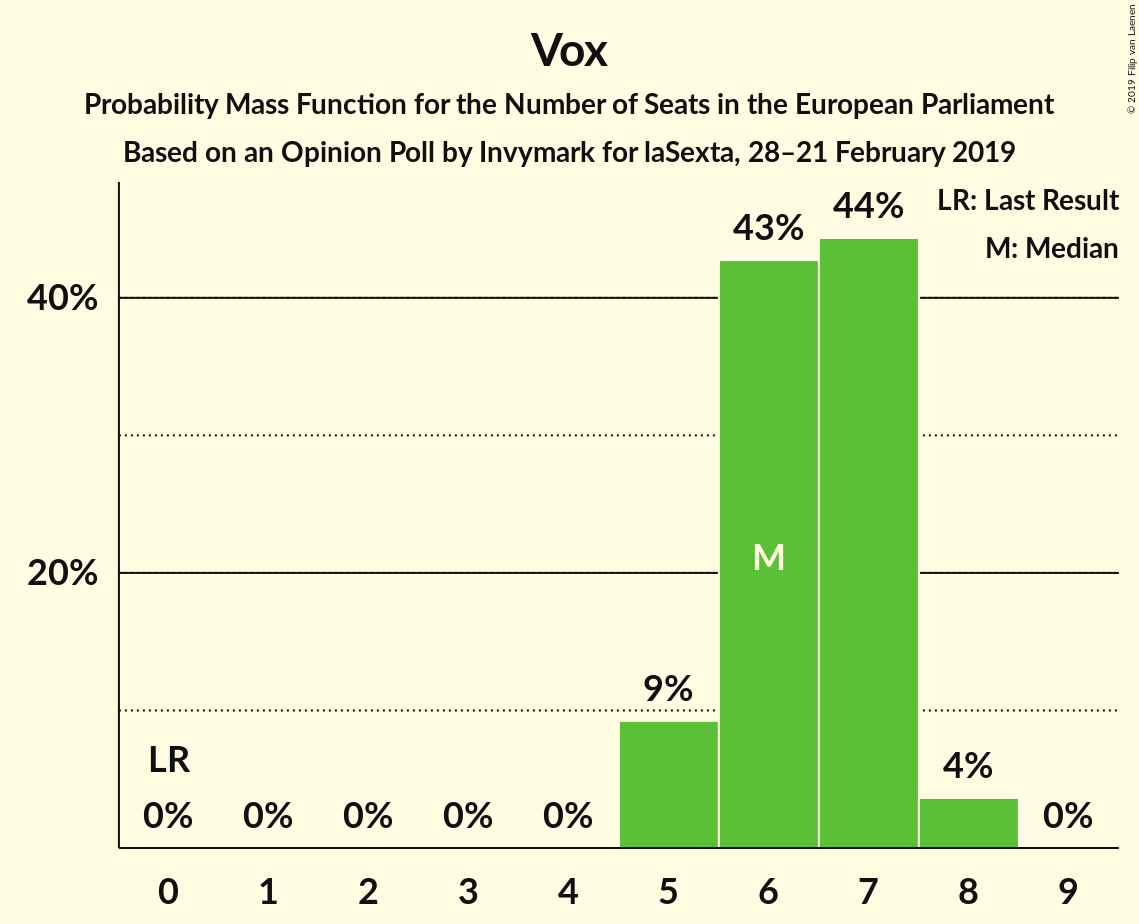 Vox
Probability Mass Function for the Number of Seats in the European Parliament
Based on an Opinion Poll by Invymark for laSexta, 28–21 February 2019
© 2019 Filip van Laenen
LR: Last Result
M: Median
40%
20%
LR
0%
0%
0%
0%
0%
9%
43%
M
44%
4%
0%
0
1
2
3
4
5
6
7
8
9